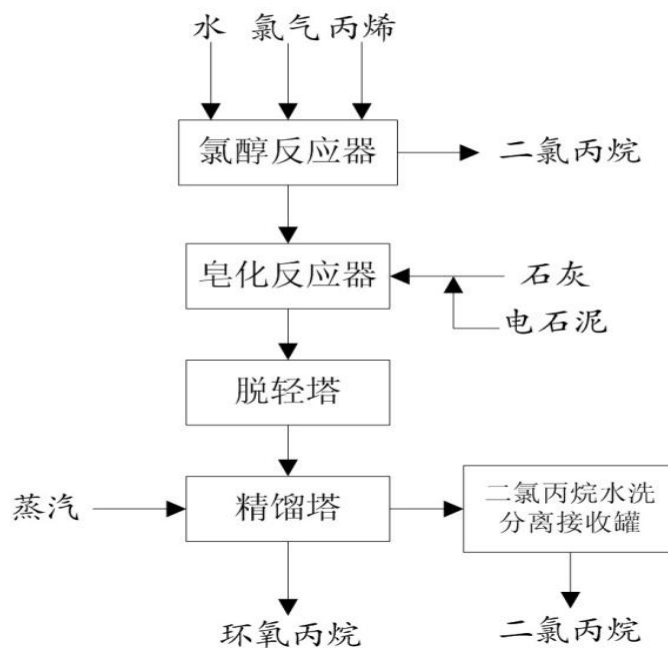 水 氯气 丙烯
氯醇反应器
二氯丙烷
皂化反应器
石灰
电石泥
脱轻塔
蒸汽
精馏塔
二氯丙烷水洗
分离接收罐
环氧丙烷
二氯丙烷